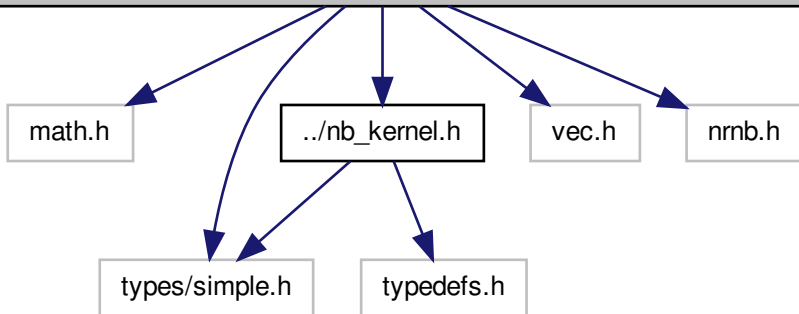 math.h
../nb_kernel.h
vec.h
nrnb.h
types/simple.h
typedefs.h